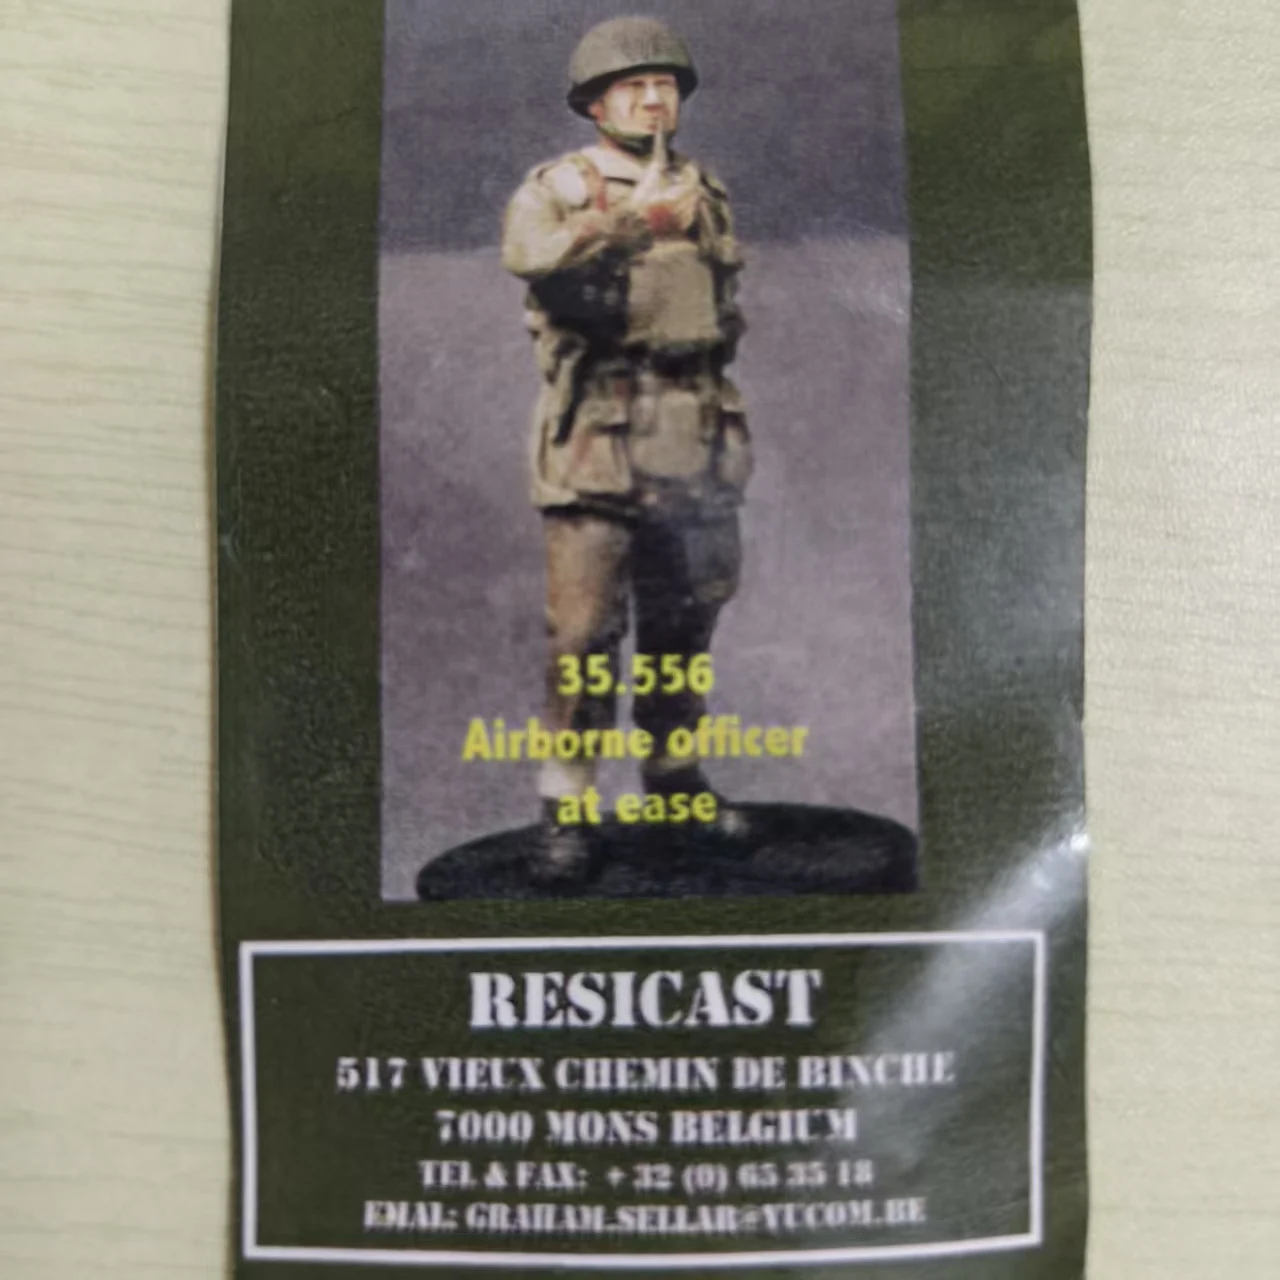 35.556
Airborne officer
at ease
RESICAST
517 VIEUX CHEMIN DE BINCHE
7000 MONS BELGIUM
TEL & FAX: +32 (0) 65 35 18
EMAL: GRAHAM.SELLAR@YUCOM.BE